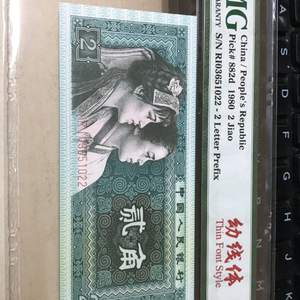 MG
China / People's Republic
Pick# 882d 1980 2 Jiao
S/N RI03651022 - 2 Letter Prefix
幼线体
Thin Font Style
2
中国人民银行
贰角